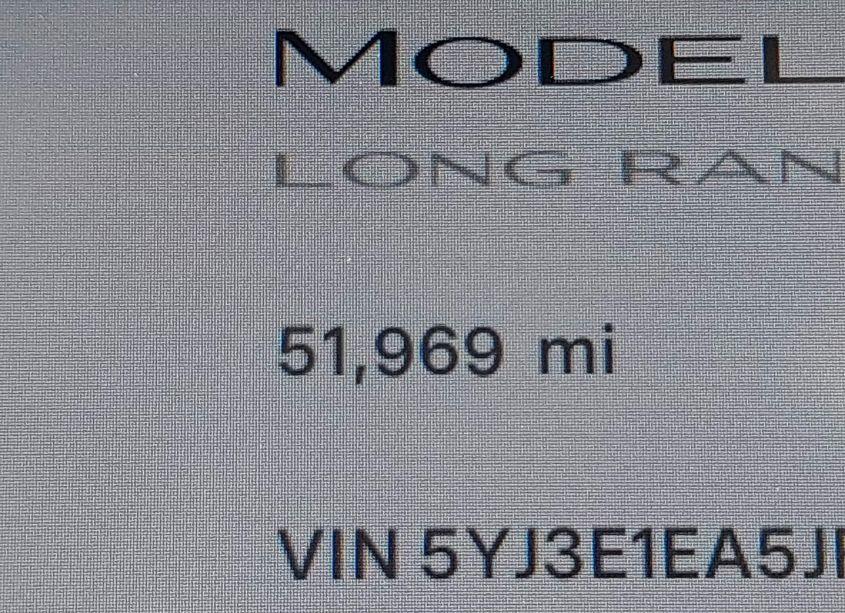 MODEL
LONG RAN
51,969 mi
VIN 5YJ3E1EA5J